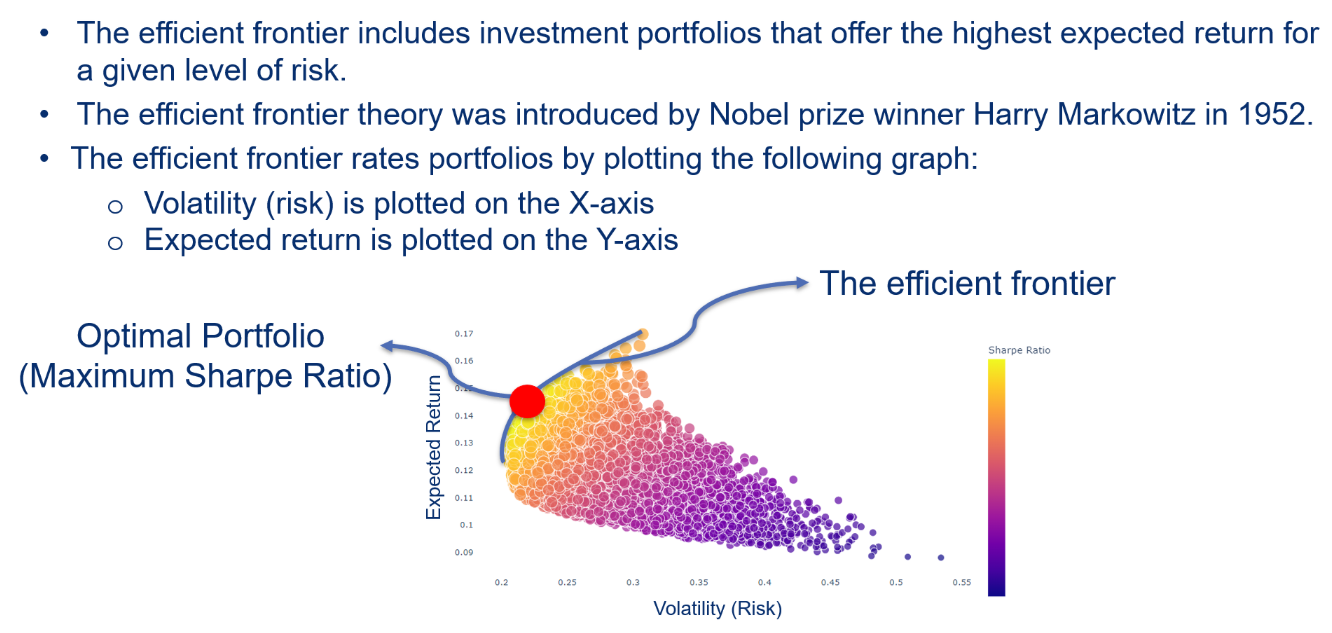 • The efficient frontier includes investment portfolios that offer the highest expected return for
a given level of risk.
• The efficient frontier theory was introduced by Nobel prize winner Harry Markowitz in 1952.
• The efficient frontier rates portfolios by plotting the following graph:
o Volatility (risk) is plotted on the X-axis
o Expected return is plotted on the Y-axis
The efficient frontier
Optimal Portfolio
(Maximum Sharpe Ratio)
Sharpe Ratio
Expected Return
0.17
0.16
0.15
0.14
0.13
0.12
0.11
0.1
0.09
0.2 0.25 0.3 0.35 0.4 0.45 0.5 0.55
Volatility (Risk)